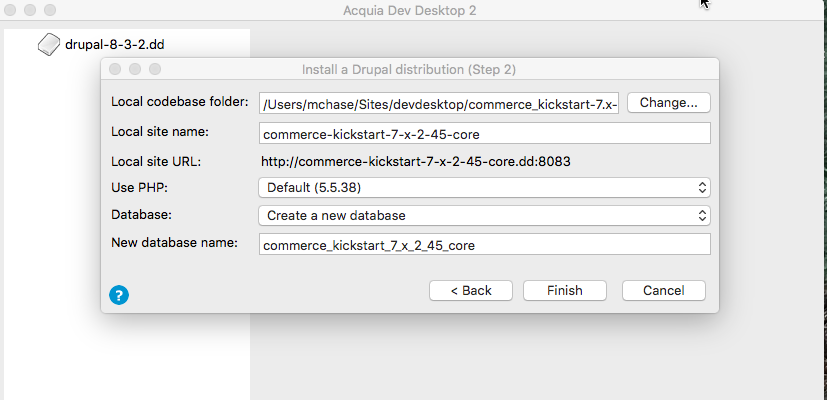 Acquia Dev Desktop 2
drupal-8-3-2.dd
Install a Drupal distribution (Step 2)
Local codebase folder: /Users/mchase/Sites/devdesktop/commerce_kickstart-7.x- Change...
Local site name: commerce-kickstart-7-x-2-45-core
Local site URL: http://commerce-kickstart-7-x-2-45-core.dd:8083
Use PHP: Default (5.5.38)
Database: Create a new database
New database name: commerce_kickstart_7_x_2_45_core
? < Back Finish Cancel